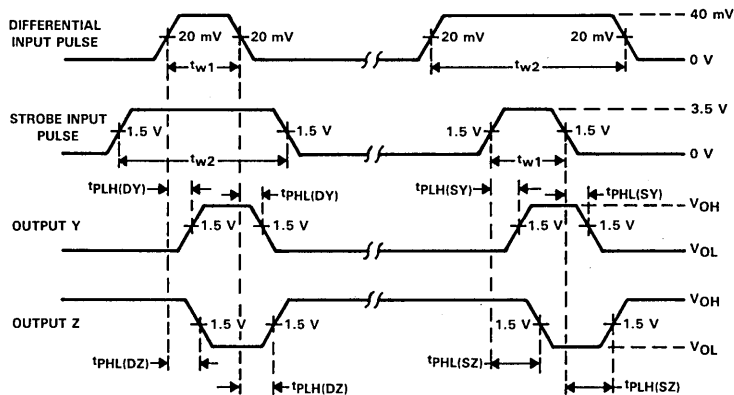 40 mV
DIFFERENTIAL
INPUT PULSE
20 mV 20 mV 20 mV 20 mV
tw1 tw2
0 V
3.5 V
STROBE INPUT
PULSE
1.5 V 1.5 V 1.5 V 1.5 V
tw2 tw1
0 V
tPLH(DY) tPHL(DY) tPLH(SY) tPHL(SY)
VOH
OUTPUT Y
1.5 V 1.5 V 1.5 V 1.5 V
VOL
VOH
OUTPUT Z
1.5 V 1.5 V 1.5 V 1.5 V
VOL
tPHL(DZ) tPHL(SZ)
tPLH(DZ) tPLH(SZ)